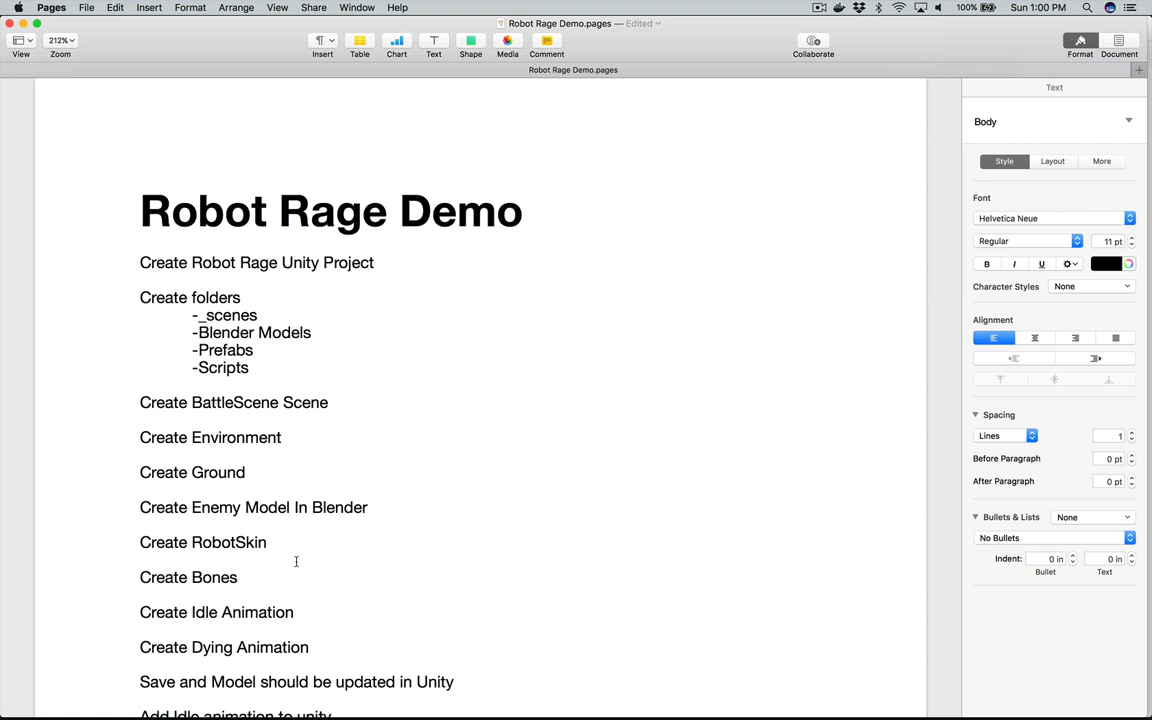 Pages File Edit Insert Format Arrange View Share Window Help 100% Sun 1:00 PM
Robot Rage Demo.pages — Edited
212%
View Zoom Insert Table Chart Text Shape Media Comment Collaborate Format Document
Robot Rage Demo.pages
Robot Rage Demo
Create Robot Rage Unity Project
Create folders
-_scenes
-Blender Models
-Prefabs
-Scripts
Create BattleScene Scene
Create Environment
Create Ground
Create Enemy Model In Blender
Create RobotSkin
Create Bones
Create Idle Animation
Create Dying Animation
Save and Model should be updated in Unity
Add Idle animation to unity
Text
Body
Style Layout More
Font
Helvetica Neue
Regular 11 pt
B I U
Character Styles None
Alignment
Spacing
Lines 1
Before Paragraph 0 pt
After Paragraph 0 pt
Bullets & Lists None
No Bullets
Indent: 0 in 0 in
Bullet Text